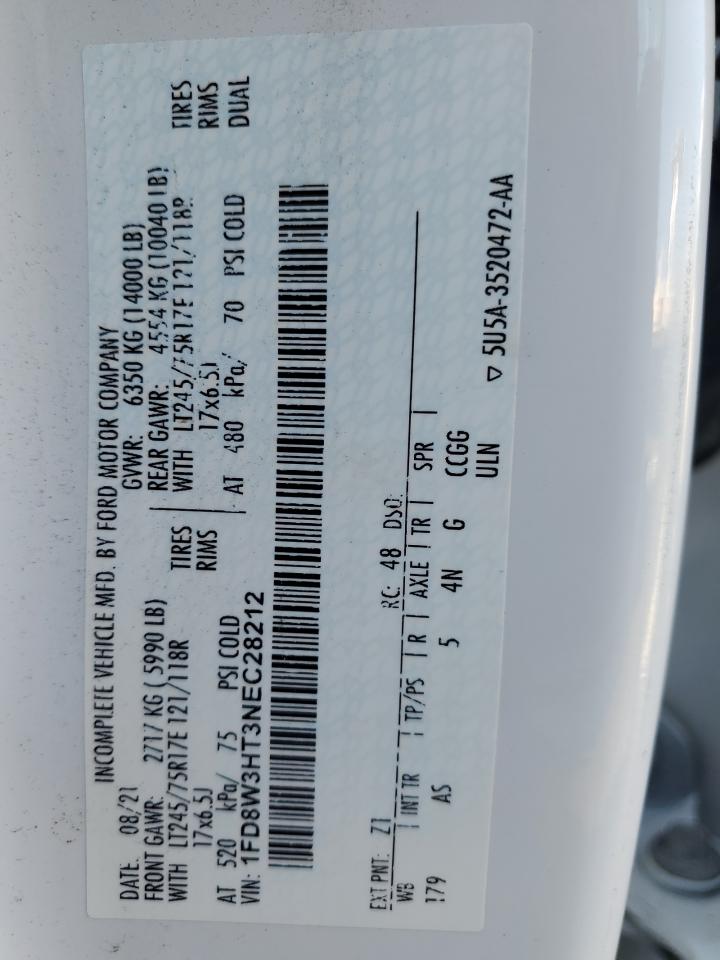 INCOMPLETE VEHICLE MFD. BY FORD MOTOR COMPANY
DATE: 08/21 GVWR: 6350 KG (14000 LB)
FRONT GAWR: 2717 KG (5990 LB) REAR GAWR: 4554 KG (10040 LB)
WITH LT245/75R17E 121/118R TIRES WITH LT245/75R17E 121/118R TIRES
17x6.5J RIMS 17x6.5J RIMS
AT 520 kPa/ 75 PSI COLD AT 480 kPa/ 70 PSI COLD DUAL
VIN: 1FD8W3HT3NEC28212
EXT PNT: Z1 RC: 48 DSO:
WB INT TR TP/PS R AXLE TR SPR
179 AS 5 4N G CCGG
ULN
▽ 5U5A-3520472-AA